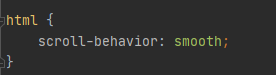 html {
    scroll-behavior: smooth;
}